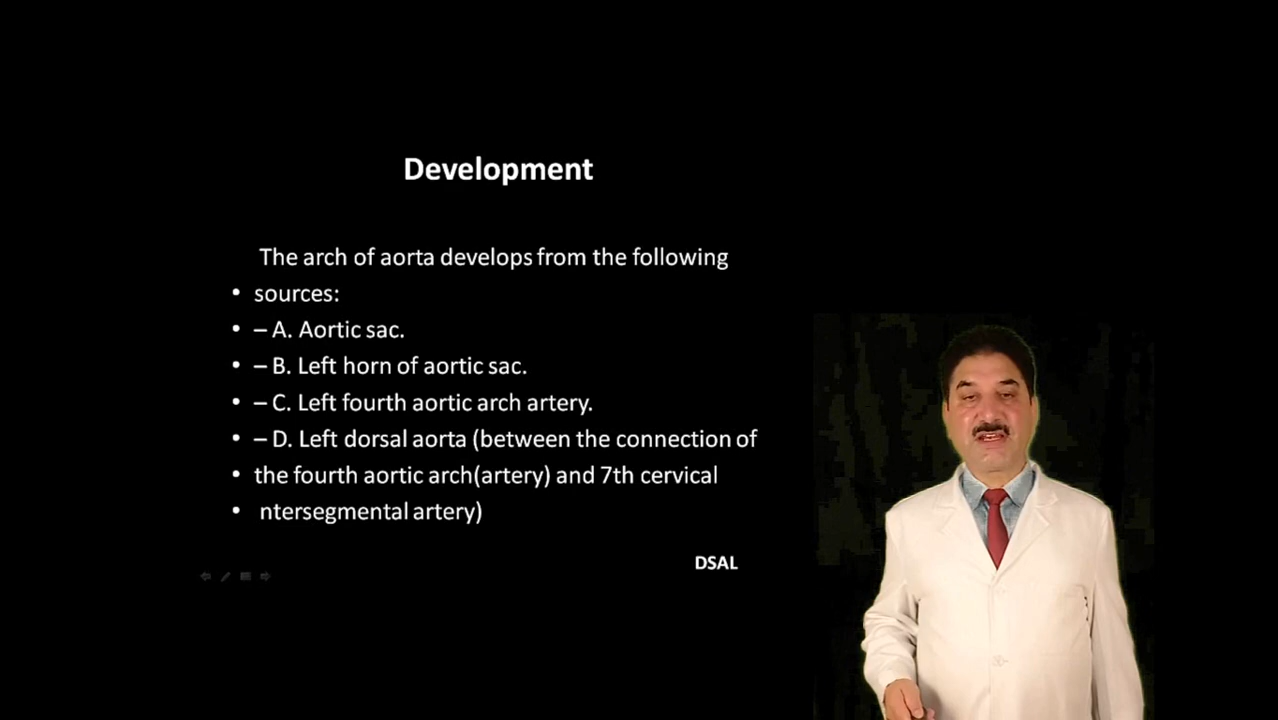 Development
The arch of aorta develops from the following
• sources:
• – A. Aortic sac.
• – B. Left horn of aortic sac.
• – C. Left fourth aortic arch artery.
• – D. Left dorsal aorta (between the connection of
• the fourth aortic arch(artery) and 7th cervical
• ntersegmental artery)
DSAL